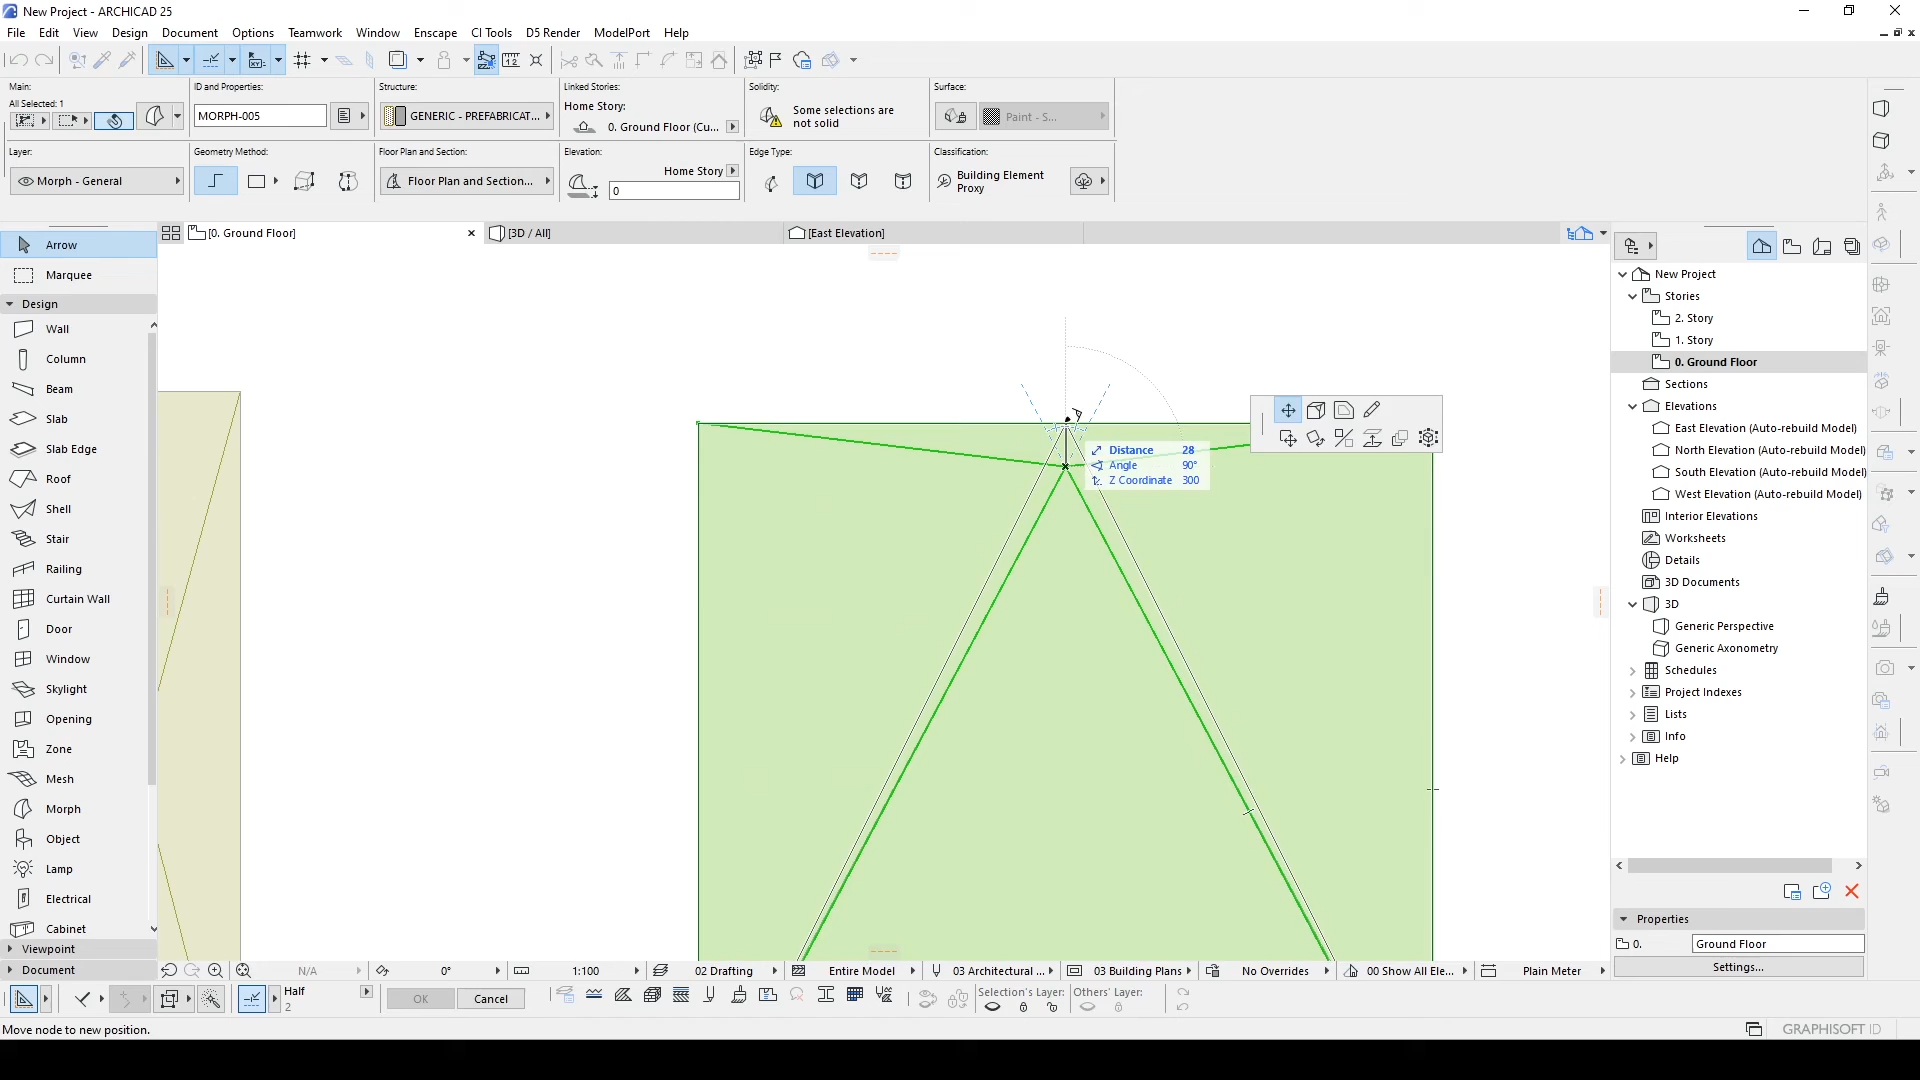 New Project - ARCHICAD 25
File Edit View Design Document Options Teamwork Window Enscape CI Tools D5 Render ModelPort Help
Main:
All Selected: 1
ID and Properties:
MORPH-005
Structure:
GENERIC - PREFABRICAT...
Linked Stories:
Home Story:
0. Ground Floor (Cu...
Solidity:
Some selections are
not solid
Surface:
Paint - S...
Layer:
Morph - General
Geometry Method:
Floor Plan and Section:
Floor Plan and Section...
Elevation:
Home Story
0
Edge Type:
Classification:
Building Element
Proxy
[0. Ground Floor]
[3D / All]
[East Elevation]
Arrow
Marquee
Design
Wall
Column
Beam
Slab
Slab Edge
Roof
Shell
Stair
Railing
Curtain Wall
Door
Window
Skylight
Opening
Zone
Mesh
Morph
Object
Lamp
Electrical
Cabinet
Viewpoint
Document
Distance 28
Angle 90°
Z Coordinate 300
New Project
Stories
2. Story
1. Story
0. Ground Floor
Sections
Elevations
East Elevation (Auto-rebuild Model)
North Elevation (Auto-rebuild Model)
South Elevation (Auto-rebuild Model)
West Elevation (Auto-rebuild Model)
Interior Elevations
Worksheets
Details
3D Documents
3D
Generic Perspective
Generic Axonometry
Schedules
Project Indexes
Lists
Info
Help
Properties
0.
Ground Floor
Settings...
N/A
0°
1:100
02 Drafting
Entire Model
03 Architectural ...
03 Building Plans
No Overrides
00 Show All Ele...
Plain Meter
Half
2
OK
Cancel
Selection's Layer:
Others' Layer:
Move node to new position.
GRAPHISOFT ID